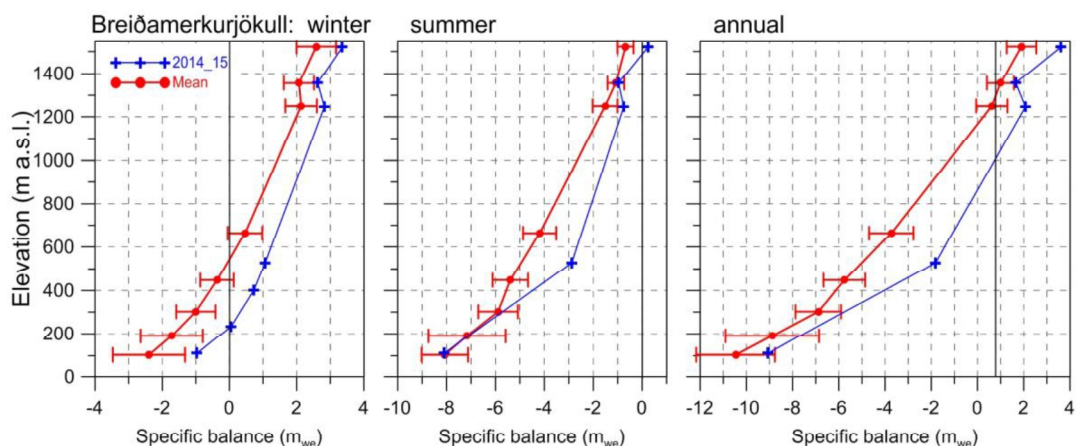 Breiðamerkurjökull: winter
summer
annual
2014_15
Mean
Elevation (m a.s.l.)
1400
1200
1000
800
600
400
200
0
-4 -2 0 2 4
-10 -8 -6 -4 -2 0
-12 -10 -8 -6 -4 -2 0 2 4
Specific balance (mwe)
Specific balance (mwe)
Specific balance (mwe)